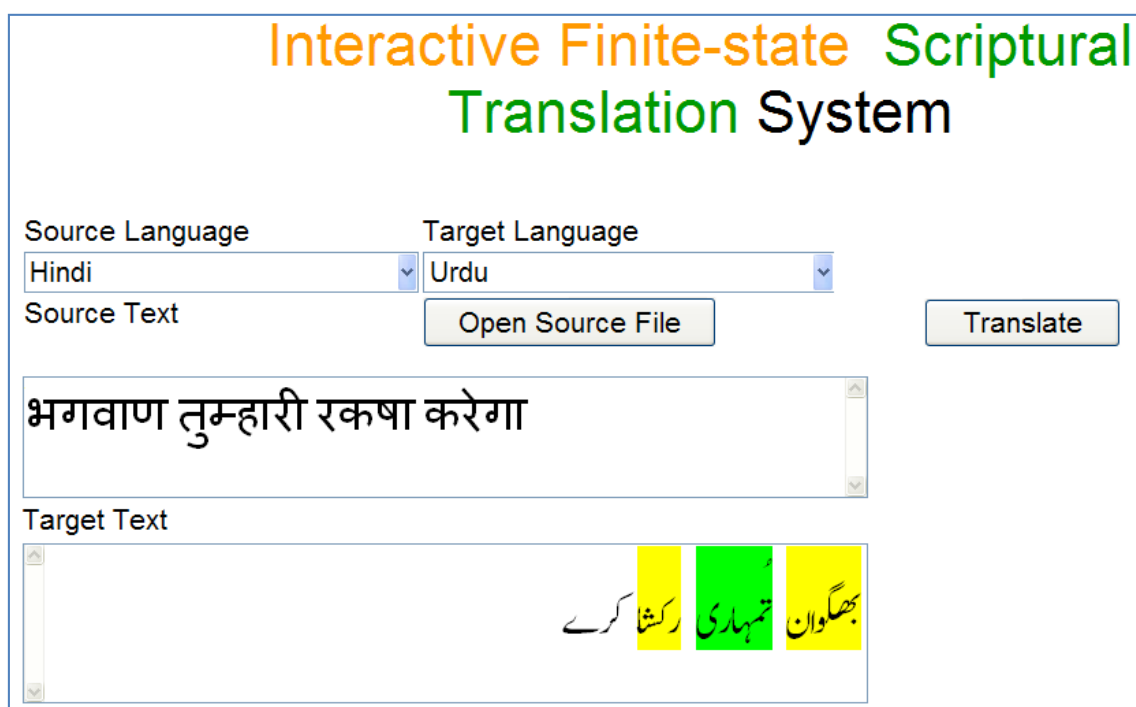 Interactive Finite-state Scriptural
Translation System
Source Language Target Language
Hindi Urdu
Source Text Open Source File Translate
भगवाण तुम्हारी रकषा करेगा
Target Text
بھگوان تُمہاری رکشا کرے